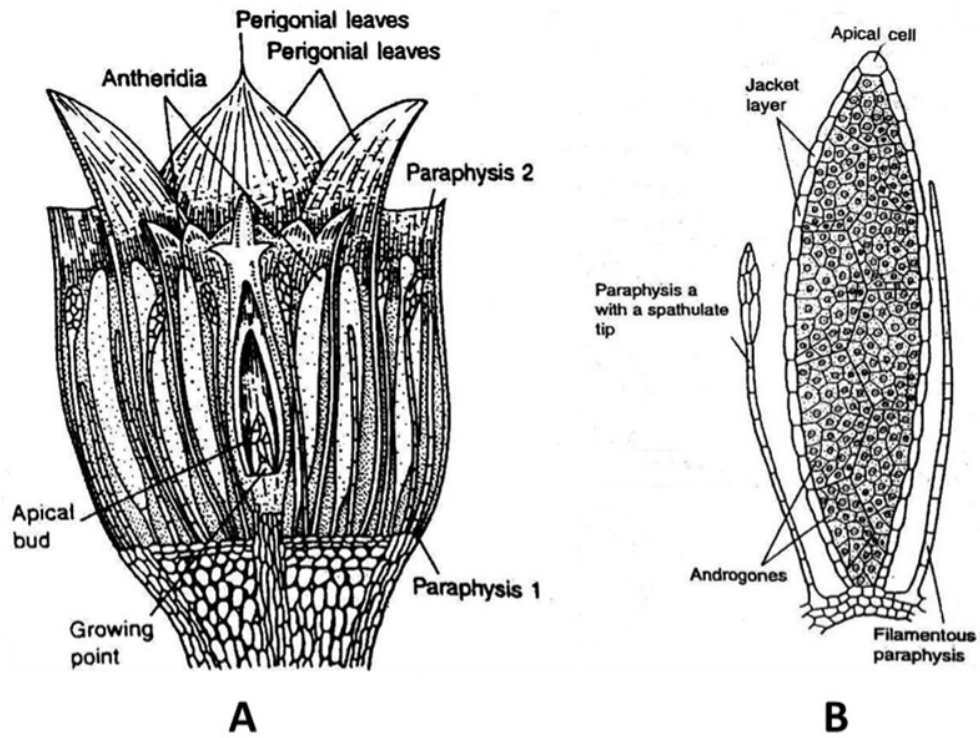 Perigonial leaves
Perigonial leaves
Antheridia
Paraphysis 2
Apical
bud
Growing
point
Paraphysis 1
A
Apical cell
Jacket
layer
Paraphysis a
with a spathulate
tip
Androgones
Filamentous
paraphysis
B